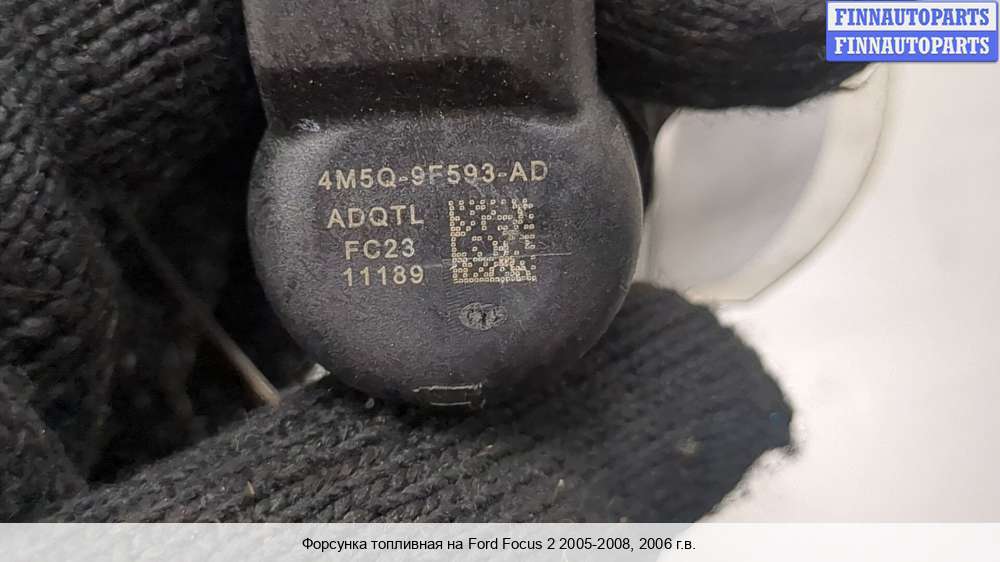 FINNAUTOPARTS
FINNAUTOPARTS
4M5Q-9F593-AD
ADQTL
FC23
11189
Форсунка топливная на Ford Focus 2 2005-2008, 2006 г.в.